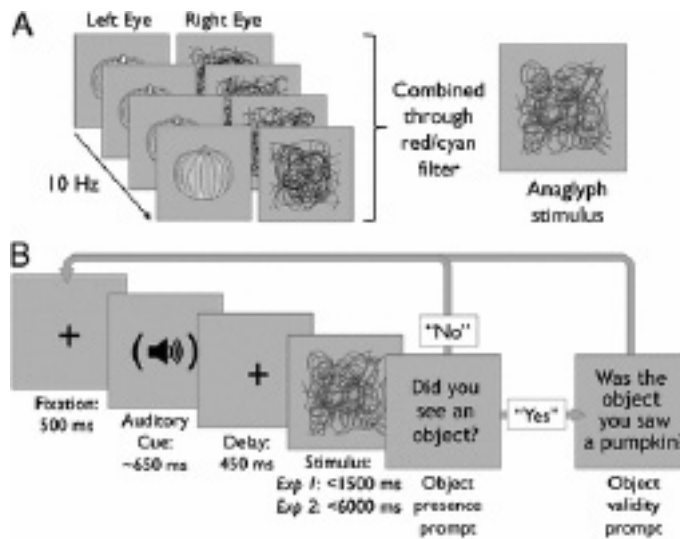 A
Left Eye
Right Eye
10 Hz
Combined
through
red/cyan
filter
Anaglyph
stimulus
B
+
Fixation:
500 ms
( )
Auditory
Cue:
~650 ms
+
Delay:
450 ms
Stimulus:
Exp 1: <1500 ms
Exp 2: <6000 ms
"No"
Did you
see an
object?
Object
presence
prompt
"Yes"
Was the
object
you saw
a pumpkin?
Object
validity
prompt